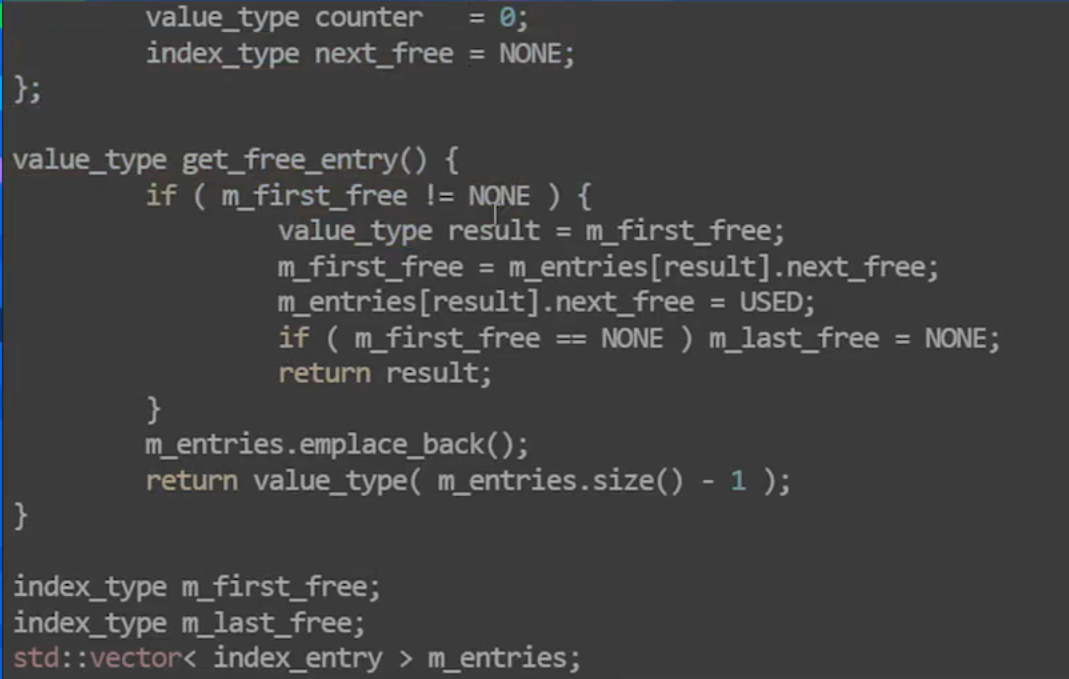 value_type counter   = 0;
index_type next_free = NONE;
};
value_type get_free_entry() {
if ( m_first_free != NONE ) {
value_type result = m_first_free;
m_first_free = m_entries[result].next_free;
m_entries[result].next_free = USED;
if ( m_first_free == NONE ) m_last_free = NONE;
return result;
}
m_entries.emplace_back();
return value_type( m_entries.size() - 1 );
}
index_type m_first_free;
index_type m_last_free;
std::vector< index_entry > m_entries;